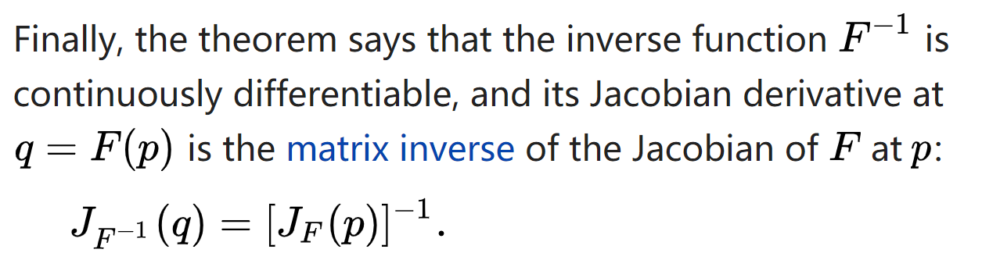 Finally, the theorem says that the inverse function $F^{-1}$ is
continuously differentiable, and its Jacobian derivative at
$q = F(p)$ is the matrix inverse of the Jacobian of $F$ at $p$:
$J_{F^{-1}}(q) = [J_F(p)]^{-1}.$